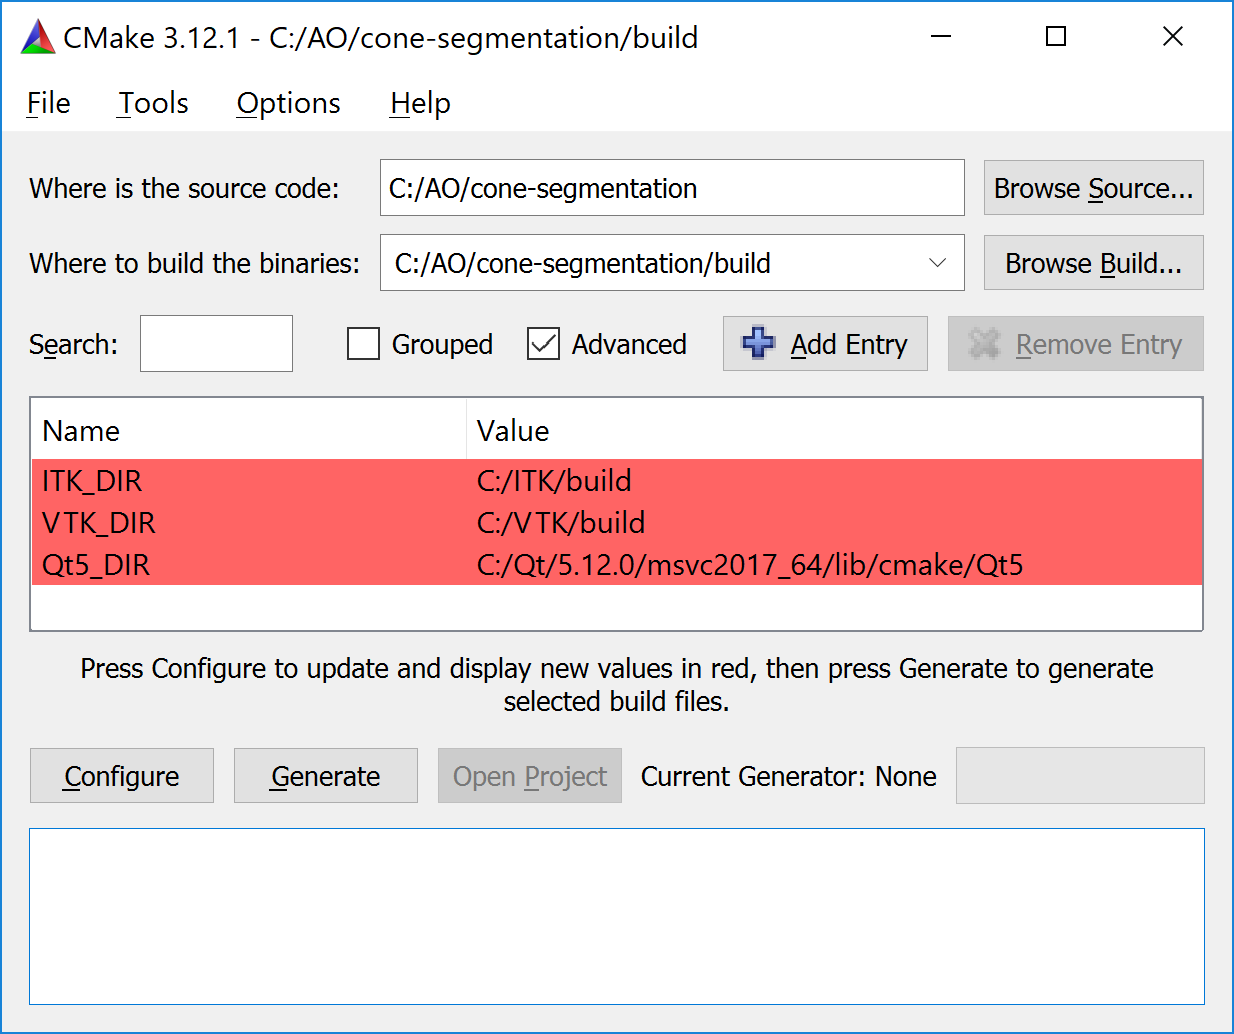 CMake 3.12.1 - C:/AO/cone-segmentation/build
File Tools Options Help
Where is the source code: C:/AO/cone-segmentation Browse Source...
Where to build the binaries: C:/AO/cone-segmentation/build Browse Build...
Search: Grouped Advanced Add Entry Remove Entry
Name Value
ITK_DIR C:/ITK/build
VTK_DIR C:/VTK/build
Qt5_DIR C:/Qt/5.12.0/msvc2017_64/lib/cmake/Qt5
Press Configure to update and display new values in red, then press Generate to generate
selected build files.
Configure Generate Open Project Current Generator: None